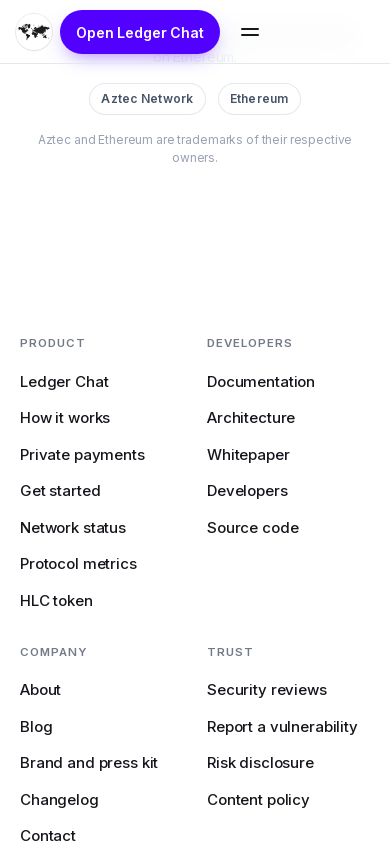 Open Ledger Chat
on Ethereum.
Aztec Network
Ethereum
Aztec and Ethereum are trademarks of their respective
owners.
PRODUCT
Ledger Chat
How it works
Private payments
Get started
Network status
Protocol metrics
HLC token
DEVELOPERS
Documentation
Architecture
Whitepaper
Developers
Source code
COMPANY
About
Blog
Brand and press kit
Changelog
Contact
TRUST
Security reviews
Report a vulnerability
Risk disclosure
Content policy